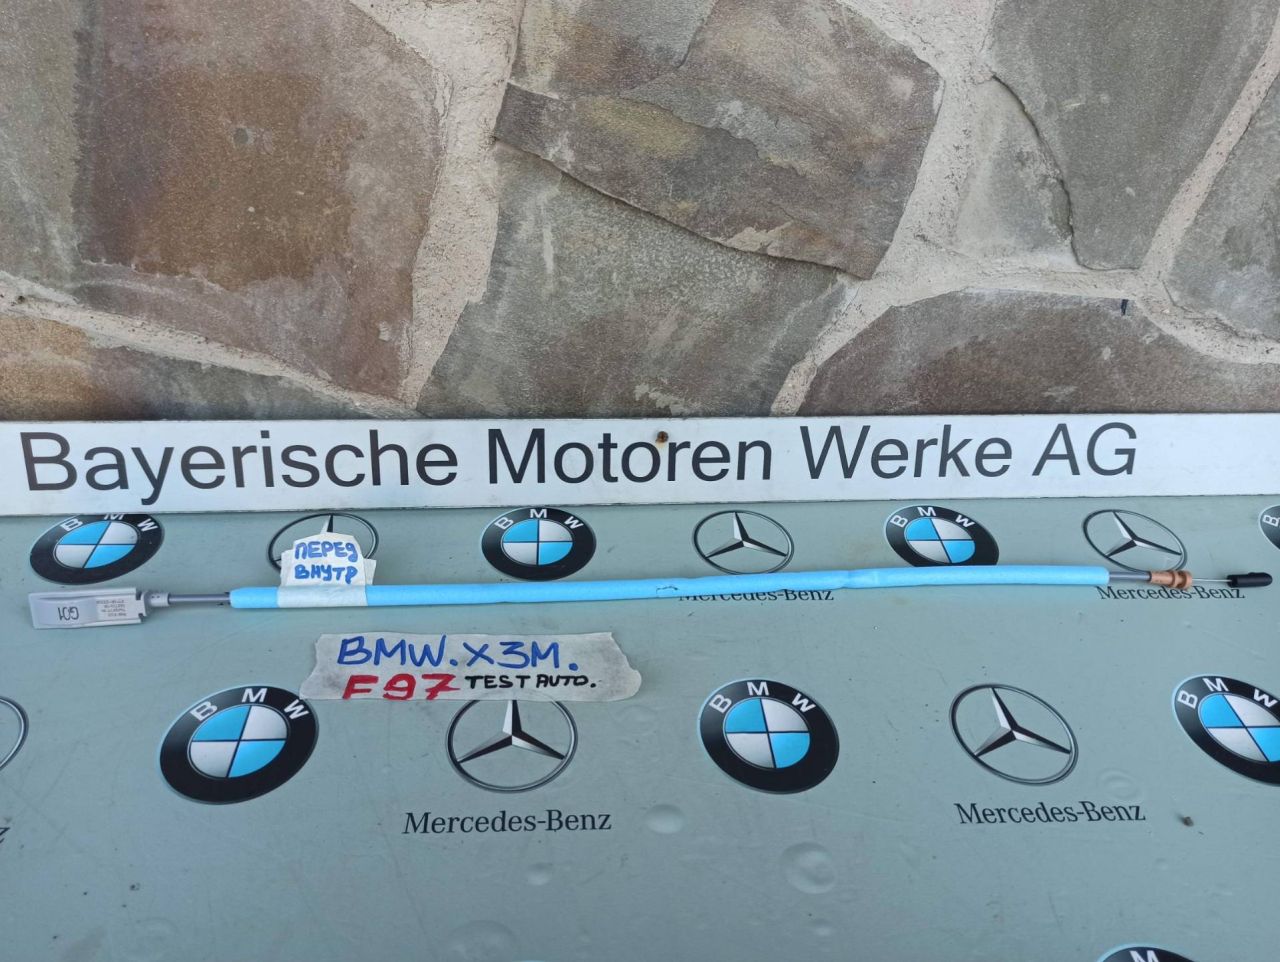 Bayerische Motoren Werke AG
BMW
BMW
BMW
ПЕРЕД
ВНУТР
G01
Mercedes-Benz
Mercedes-Benz
BMW. X3M.
F97 TEST AUTO.
BMW
BMW
BMW
Mercedes-Benz
Mercedes-Benz
BMW